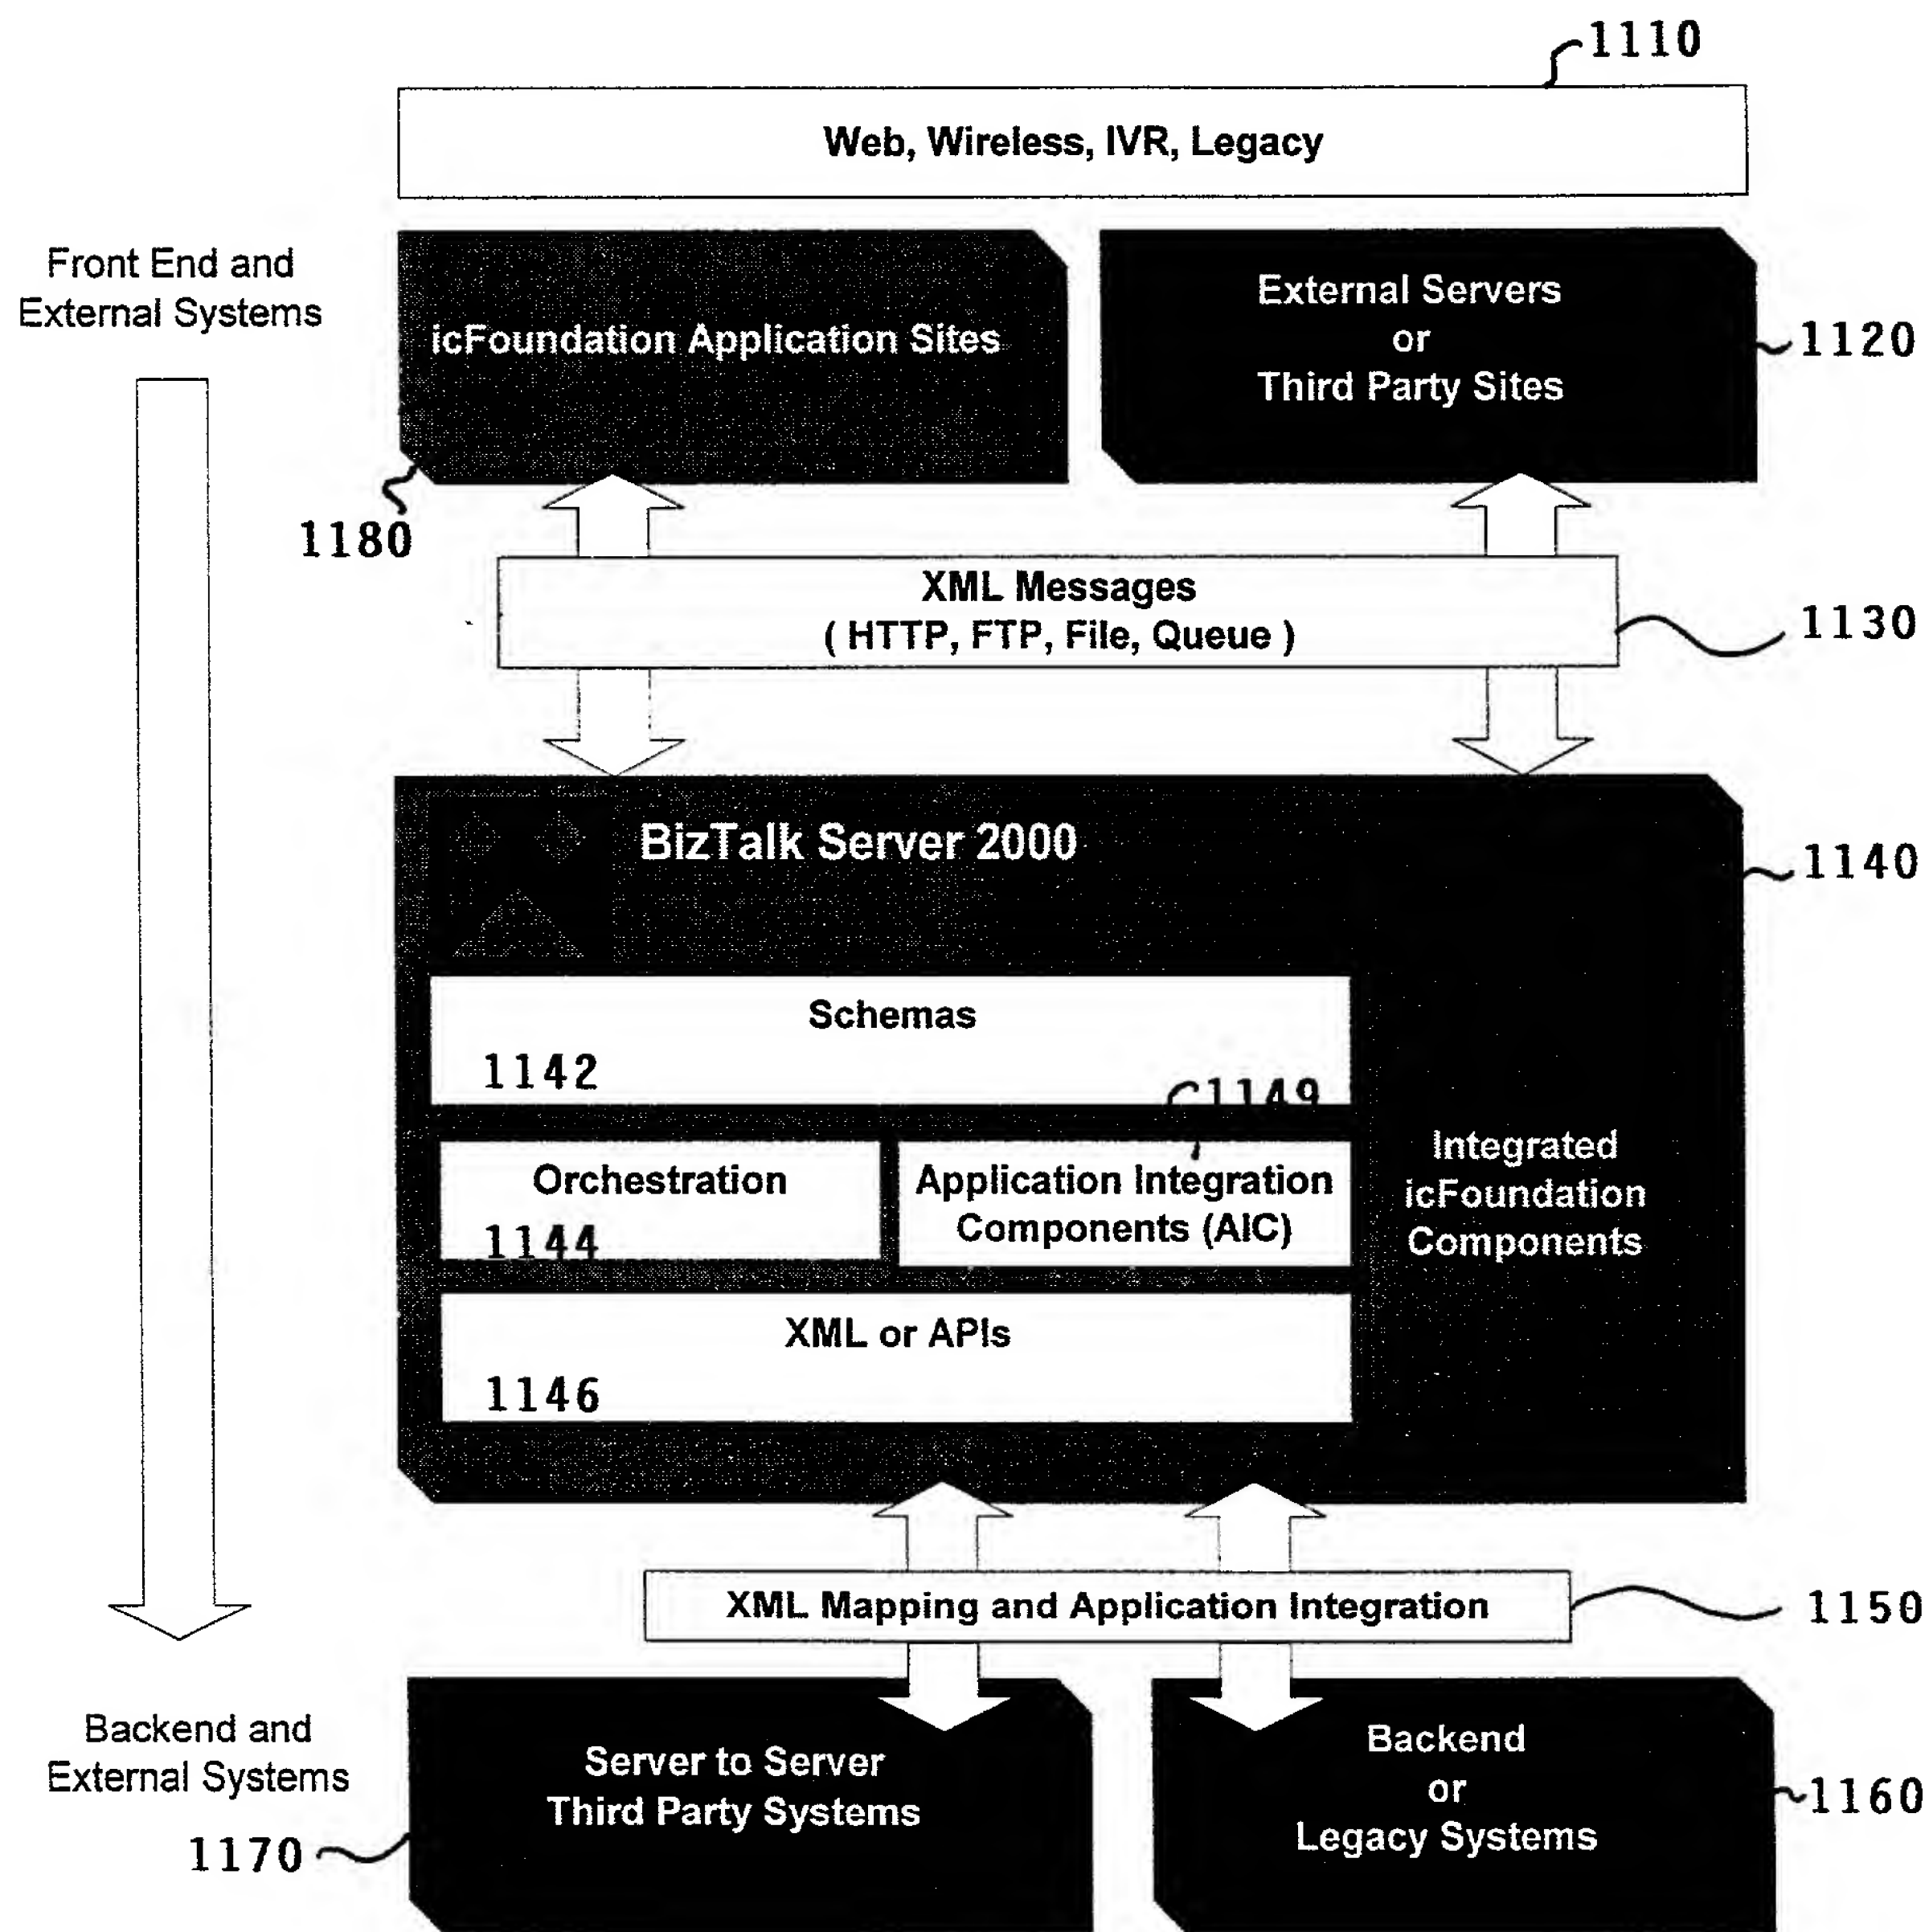 1110
Web, Wireless, IVR, Legacy
Front End and
External Systems
icFoundation Application Sites
External Servers
or
Third Party Sites
1120
1180
XML Messages
( HTTP, FTP, File, Queue )
1130
BizTalk Server 2000
1140
Schemas
1142
1149
Orchestration
1144
Application Integration
Components (AIC)
Integrated
icFoundation
Components
XML or APIs
1146
XML Mapping and Application Integration
1150
Backend and
External Systems
Server to Server
Third Party Systems
1170
Backend
or
Legacy Systems
1160